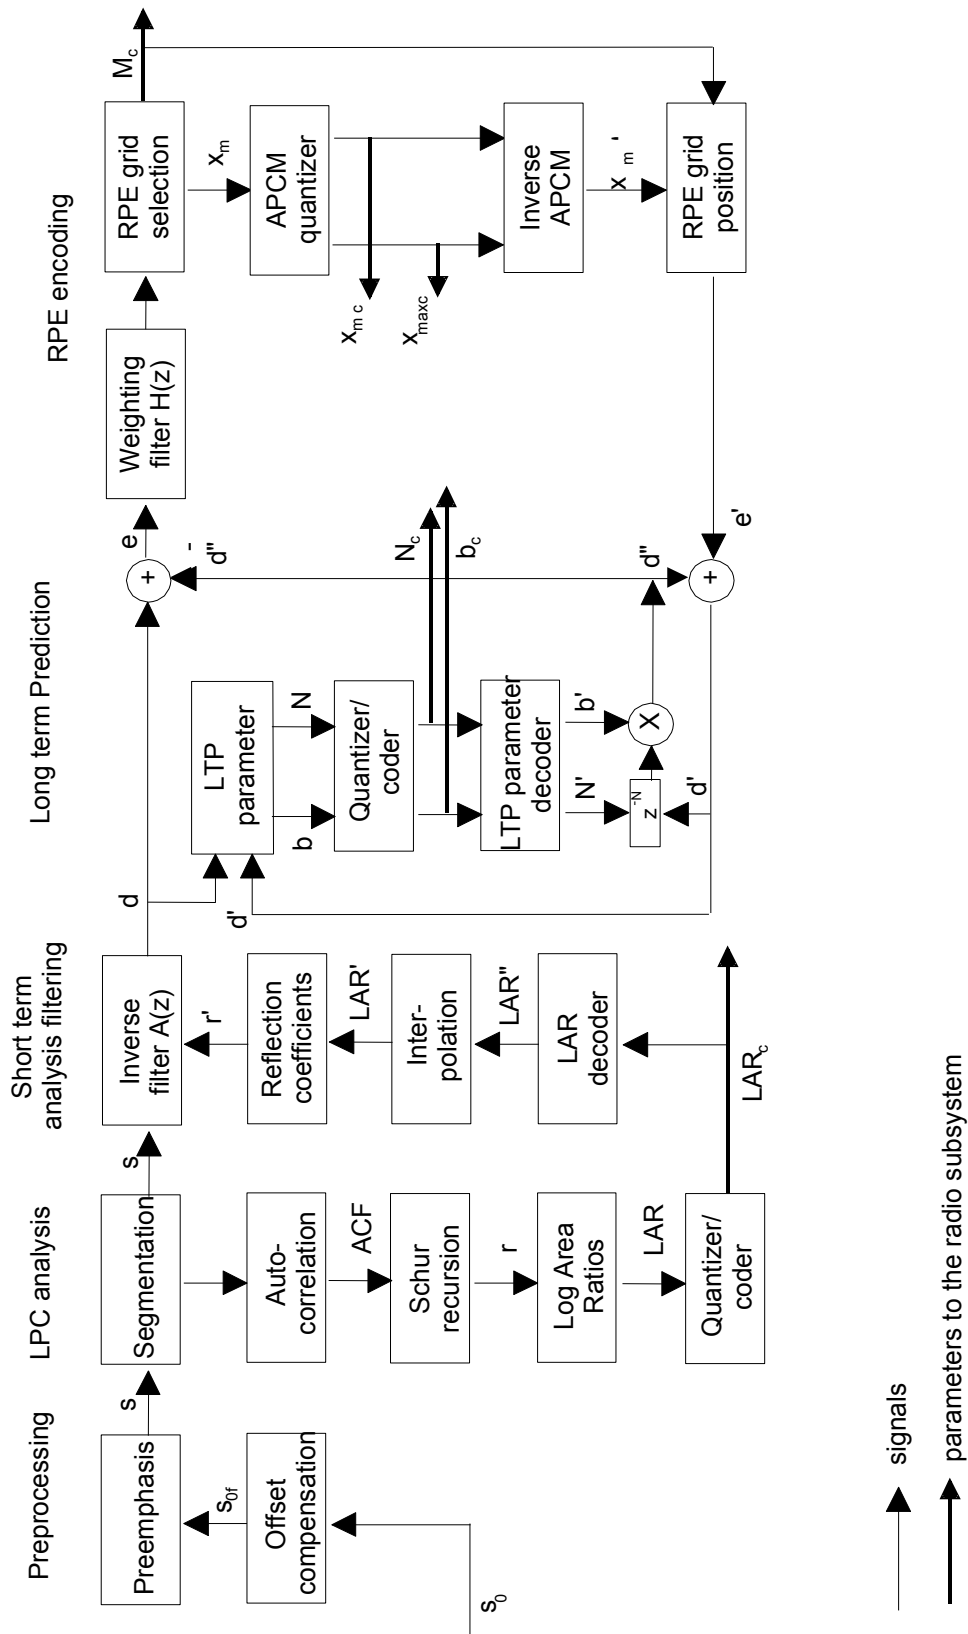 Preprocessing
LPC analysis
Short term
analysis filtering
Long term Prediction
RPE encoding
Preemphasis
s
Segmentation
s
Inverse
filter A(z)
d
+
e
-
d"
Weighting
filter H(z)
RPE grid
selection
Mc
s0f
Offset
compensation
s0
Auto-
correlation
ACF
Schur
recursion
r
Log Area
Ratios
LAR
Quantizer/
coder
LARc
r'
Reflection
coefficients
LAR'
Inter-
polation
LAR"
LAR
decoder
d'
LTP
parameter
b
N
Quantizer/
coder
Nc
bc
LTP parameter
decoder
N'
b'
z-N
X
d'
d"
+
e'
xm
APCM
quantizer
xm c
xmaxc
Inverse
APCM
x m '
RPE grid
position
signals
parameters to the radio subsystem